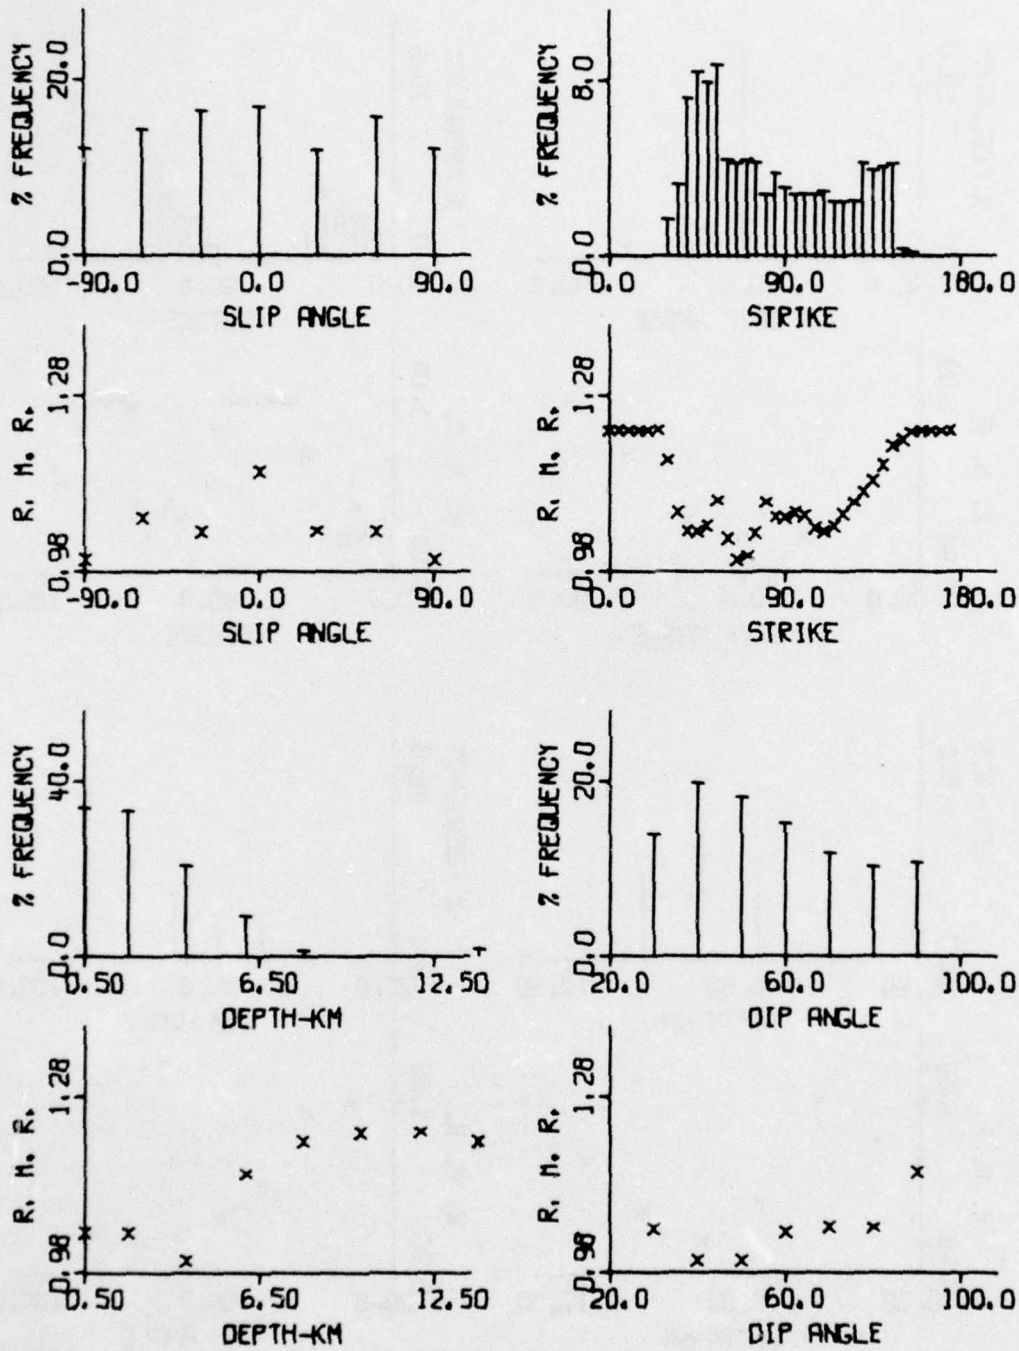 % FREQUENCY
20.0
0.0
-90.0 0.0 90.0
SLIP ANGLE
% FREQUENCY
8.0
0.0
0.0 90.0 180.0
STRIKE
R. M. R.
1.28
0.98
-90.0 0.0 90.0
SLIP ANGLE
R. M. R.
1.28
0.98
0.0 90.0 180.0
STRIKE
% FREQUENCY
40.0
0.0
0.50 6.50 12.50
DEPTH-KM
% FREQUENCY
20.0
0.0
20.0 60.0 100.0
DIP ANGLE
R. M. R.
1.28
0.98
0.50 6.50 12.50
DEPTH-KM
R. M. R.
1.28
0.98
20.0 60.0 100.0
DIP ANGLE